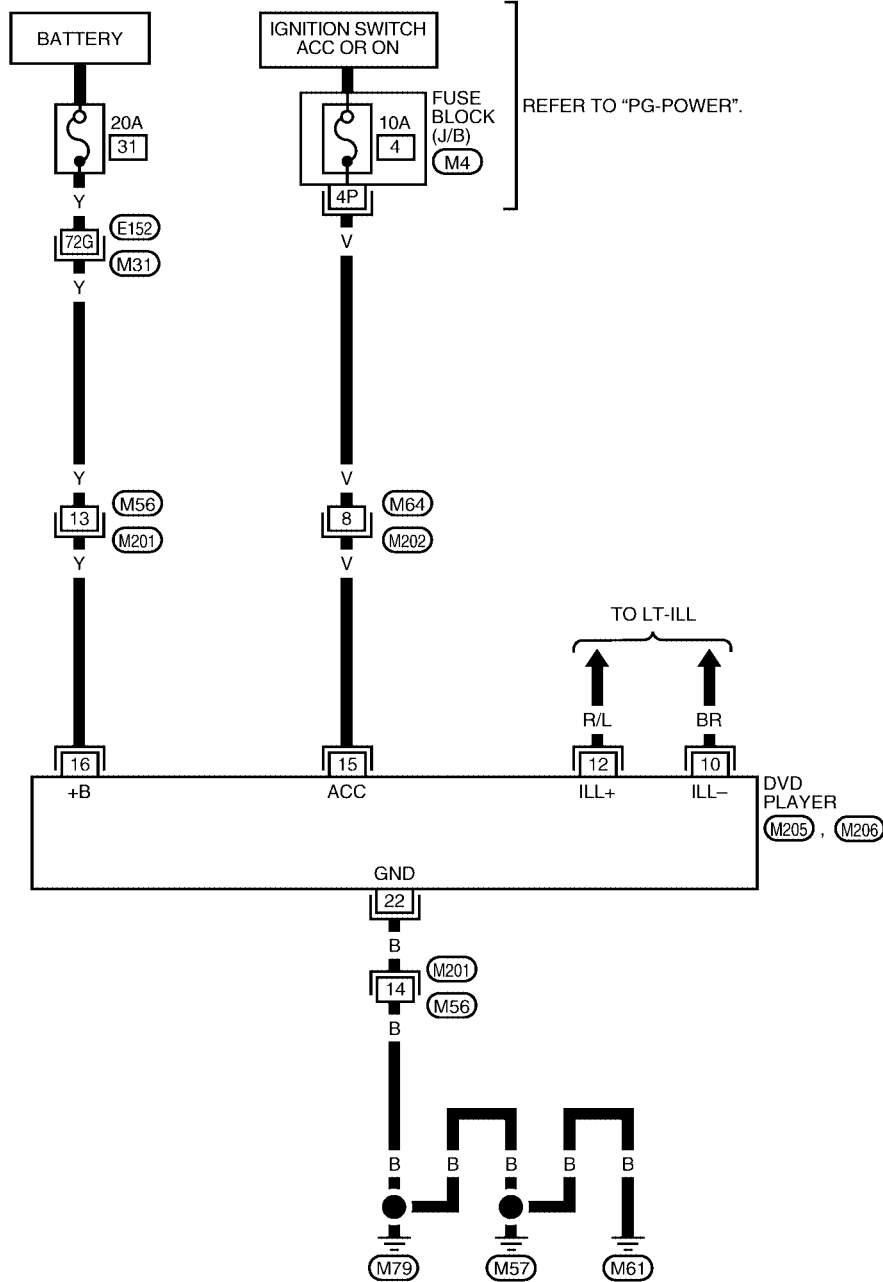 BATTERY
IGNITION SWITCH
ACC OR ON
REFER TO “PG-POWER”.
20A
31
10A
4
FUSE
BLOCK
(J/B)
M4
4P
Y
V
72G
E152
M31
Y
Y
V
13
M56
M201
8
M64
M202
Y
V
TO LT-ILL
R/L
BR
16
15
12
10
+B
ACC
ILL+
ILL–
DVD
PLAYER
M205 , M206
GND
22
B
14
M201
M56
B
B
B
B
B
B
M79
M57
M61